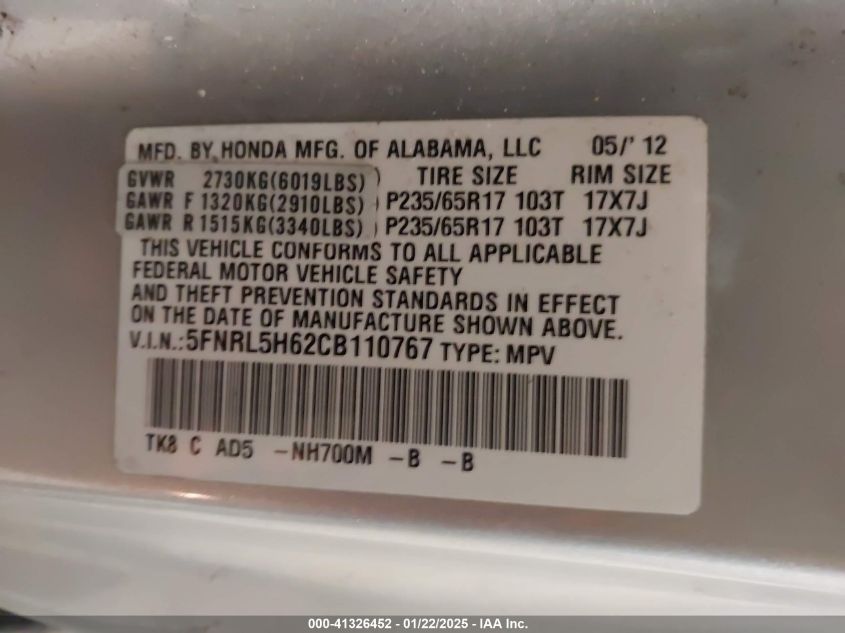 MFD. BY HONDA MFG. OF ALABAMA, LLC 05/' 12
GVWR 2730KG(6019LBS) TIRE SIZE RIM SIZE
GAWR F 1320KG(2910LBS) P235/65R17 103T 17X7J
GAWR R 1515KG(3340LBS) P235/65R17 103T 17X7J
THIS VEHICLE CONFORMS TO ALL APPLICABLE
FEDERAL MOTOR VEHICLE SAFETY
AND THEFT PREVENTION STANDARDS IN EFFECT
ON THE DATE OF MANUFACTURE SHOWN ABOVE.
V.I.N.:5FNRL5H62CB110767 TYPE: MPV
TK8 C AD5 -NH700M -B -B
000-41326452 - 01/22/2025 - IAA Inc.